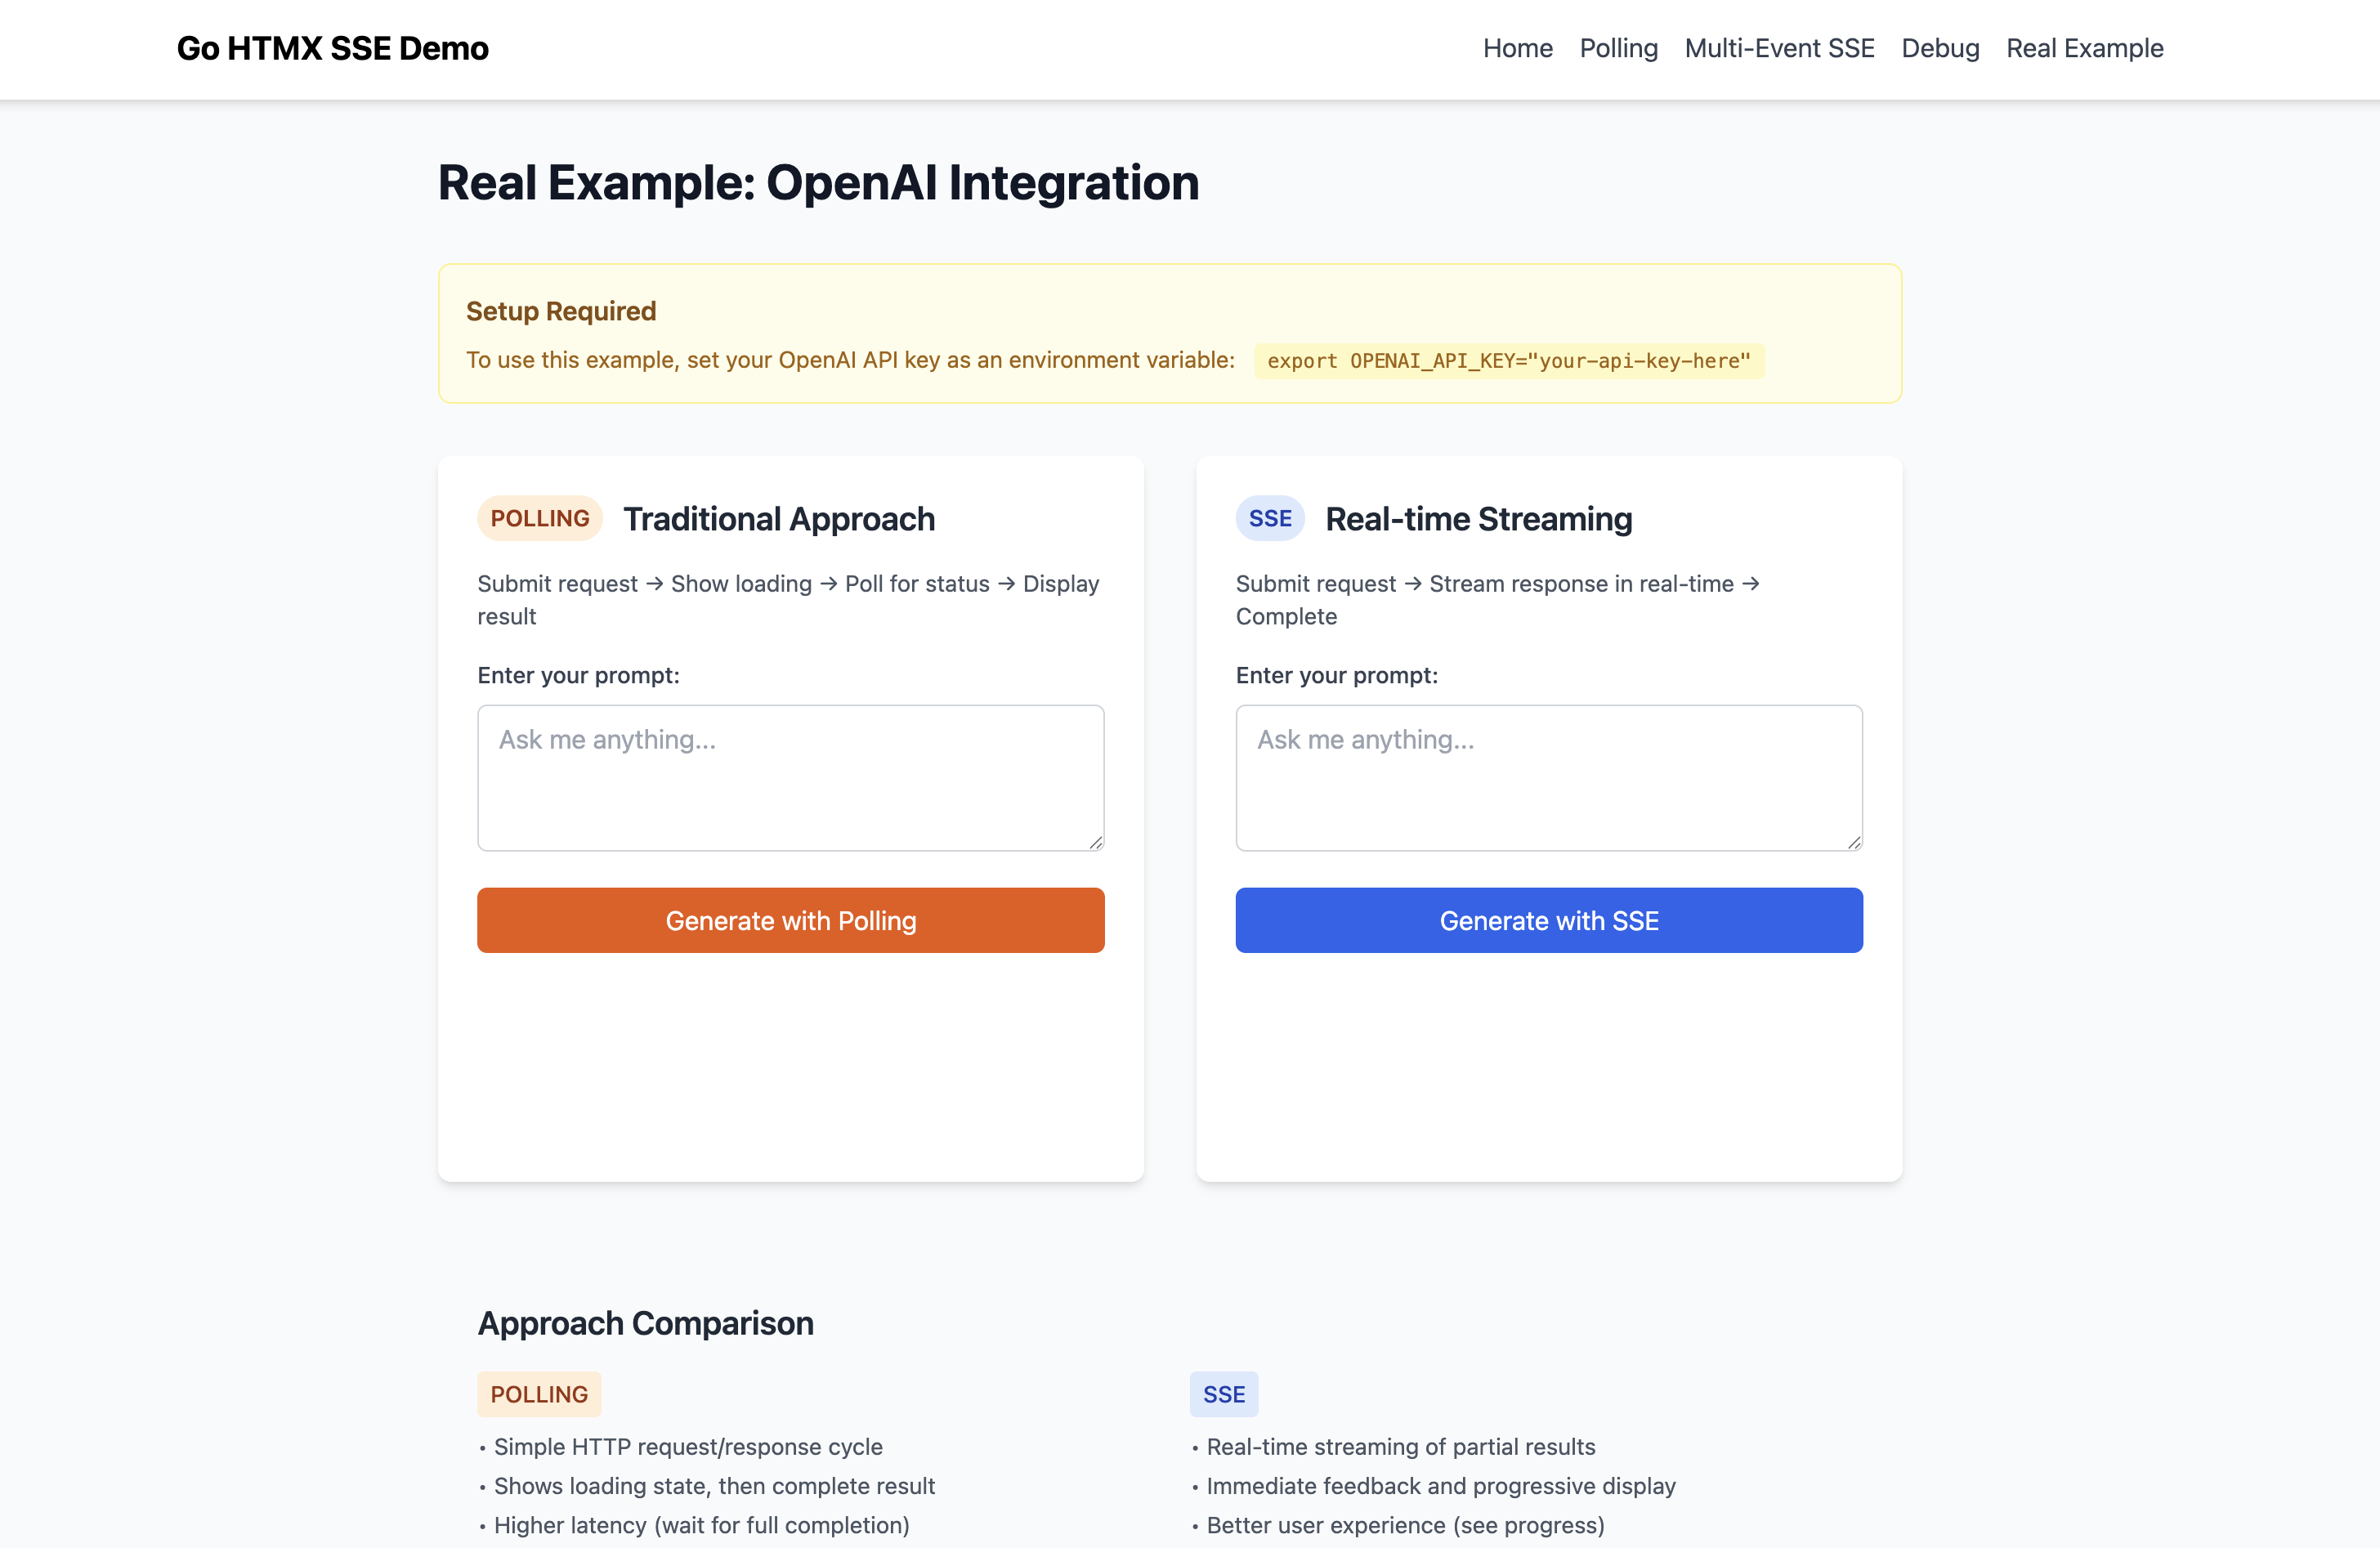 Go HTMX SSE Demo
Home Polling Multi-Event SSE Debug Real Example
Real Example: OpenAI Integration
Setup Required
To use this example, set your OpenAI API key as an environment variable: export OPENAI_API_KEY="your-api-key-here"
POLLING Traditional Approach
Submit request → Show loading → Poll for status → Display
result
Enter your prompt:
Ask me anything...
Generate with Polling
SSE Real-time Streaming
Submit request → Stream response in real-time →
Complete
Enter your prompt:
Ask me anything...
Generate with SSE
Approach Comparison
POLLING
• Simple HTTP request/response cycle
• Shows loading state, then complete result
• Higher latency (wait for full completion)
SSE
• Real-time streaming of partial results
• Immediate feedback and progressive display
• Better user experience (see progress)